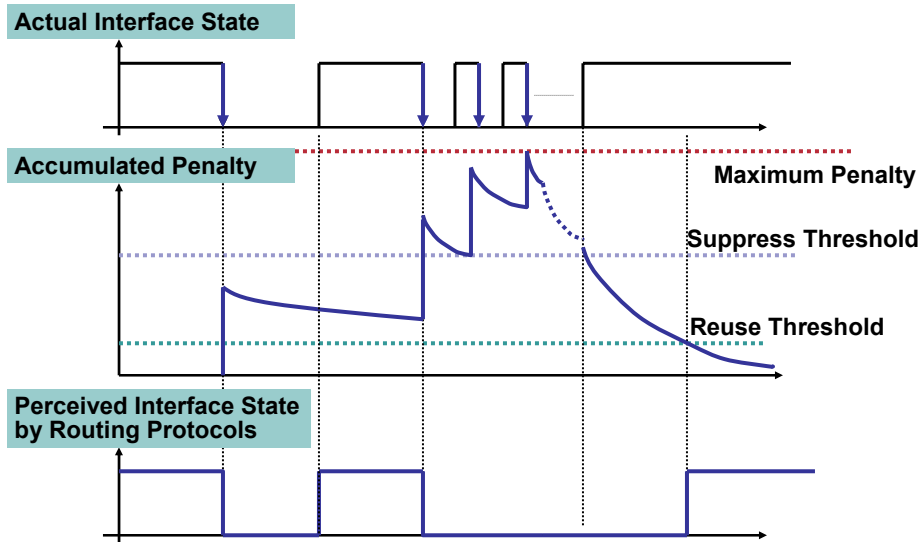 Actual Interface State
Accumulated Penalty
Maximum Penalty
Suppress Threshold
Reuse Threshold
Perceived Interface State
by Routing Protocols